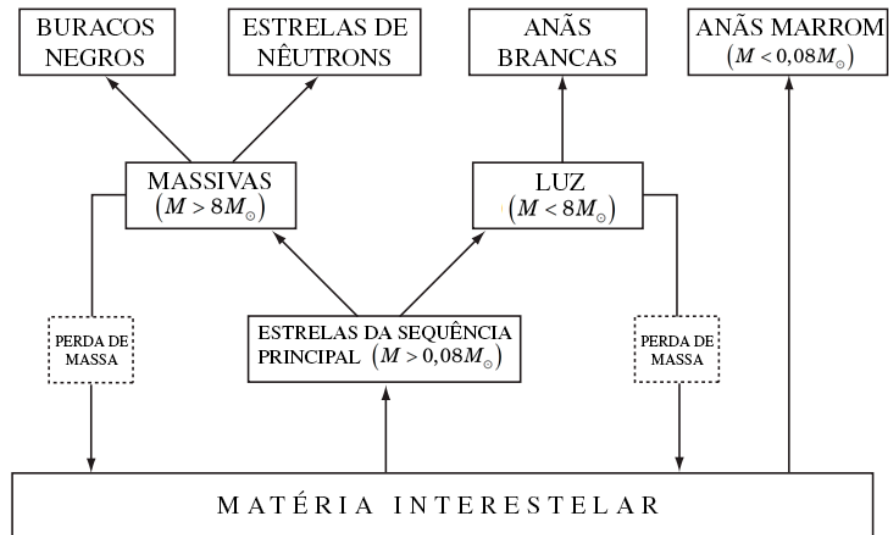 BURACOS
NEGROS
ESTRELAS DE
NÊUTRONS
ANÃS
BRANCAS
ANÃS MARROM
(M < 0,08M☉)
MASSIVAS
(M > 8M☉)
LUZ
(M < 8M☉)
PERDA DE
MASSA
ESTRELAS DA SEQUÊNCIA
PRINCIPAL (M > 0,08M☉)
PERDA DE
MASSA
MATÉRIA INTERESTELAR